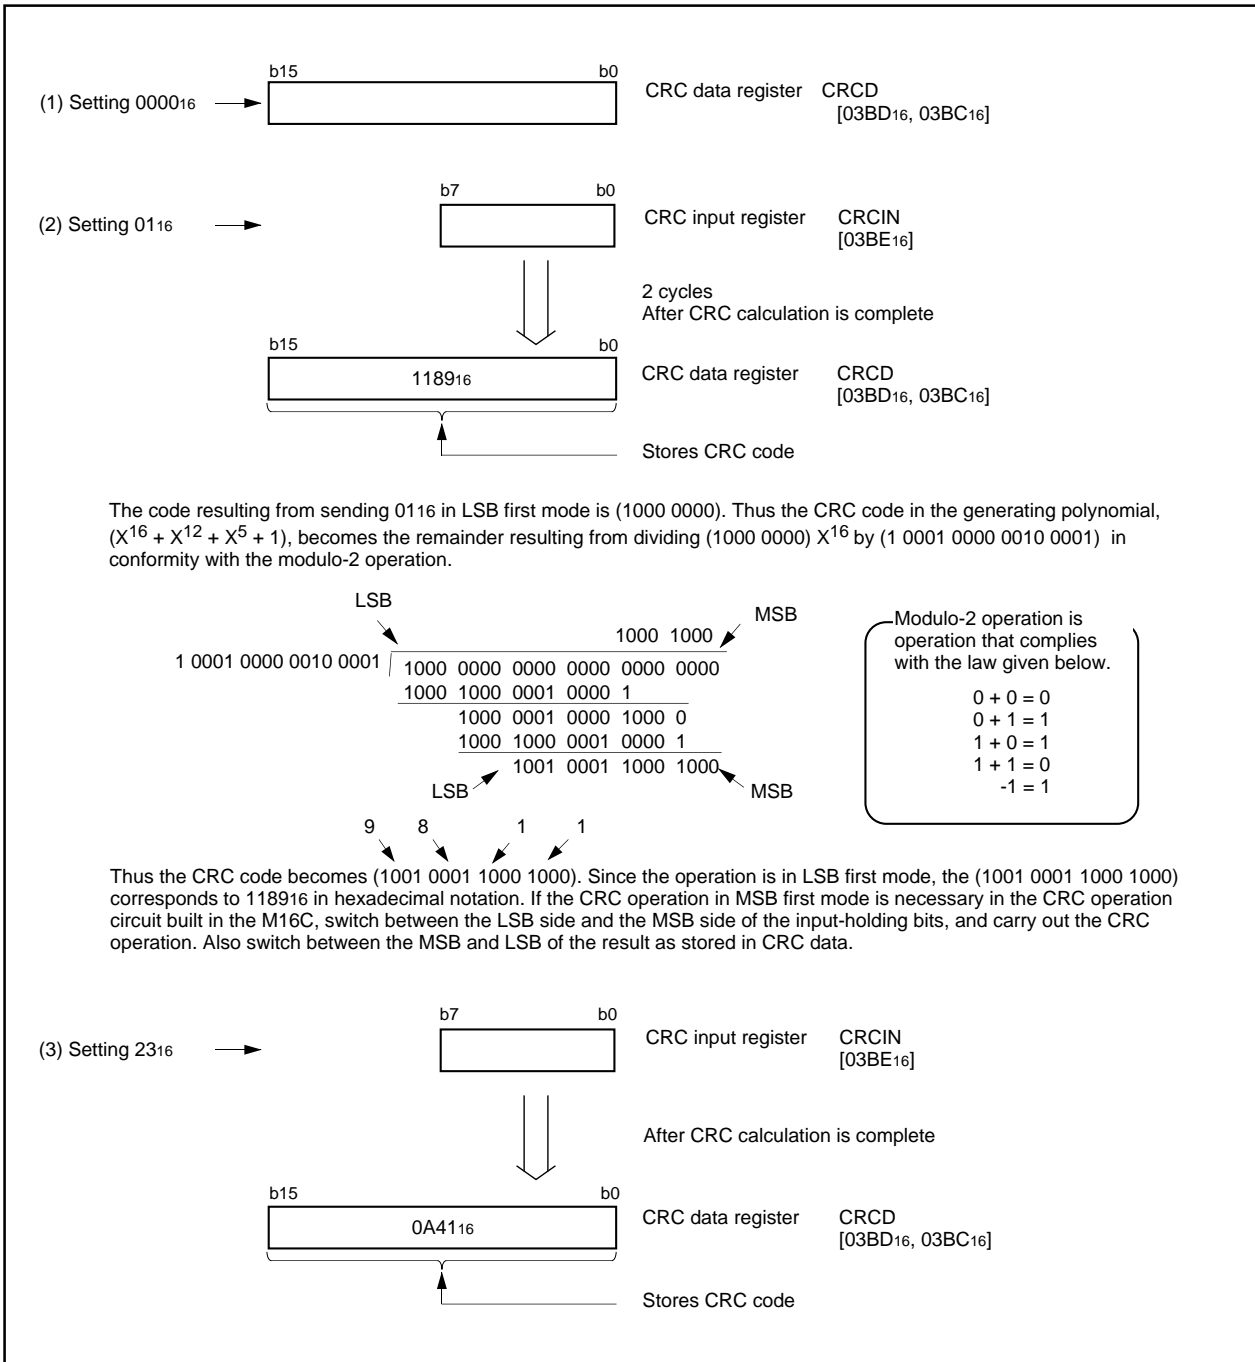 b15 b0
(1) Setting 000016 CRC data register CRCD
[03BD16, 03BC16]
b7 b0
(2) Setting 0116 CRC input register CRCIN
[03BE16]
2 cycles
After CRC calculation is complete
b15 b0
118916 CRC data register CRCD
[03BD16, 03BC16]
Stores CRC code
The code resulting from sending 0116 in LSB first mode is (1000 0000). Thus the CRC code in the generating polynomial,
(X16 + X12 + X5 + 1), becomes the remainder resulting from dividing (1000 0000) X16 by (1 0001 0000 0010 0001) in
conformity with the modulo-2 operation.
LSB MSB
1000 1000
1 0001 0000 0010 0001 1000 0000 0000 0000 0000 0000
1000 1000 0001 0000 1
1000 0001 0000 1000 0
1000 1000 0001 0000 1
1001 0001 1000 1000
LSB MSB
Modulo-2 operation is
operation that complies
with the law given below.
0 + 0 = 0
0 + 1 = 1
1 + 0 = 1
1 + 1 = 0
-1 = 1
9 8 1 1
Thus the CRC code becomes (1001 0001 1000 1000). Since the operation is in LSB first mode, the (1001 0001 1000 1000)
corresponds to 118916 in hexadecimal notation. If the CRC operation in MSB first mode is necessary in the CRC operation
circuit built in the M16C, switch between the LSB side and the MSB side of the input-holding bits, and carry out the CRC
operation. Also switch between the MSB and LSB of the result as stored in CRC data.
b7 b0
(3) Setting 2316 CRC input register CRCIN
[03BE16]
After CRC calculation is complete
b15 b0
0A4116 CRC data register CRCD
[03BD16, 03BC16]
Stores CRC code